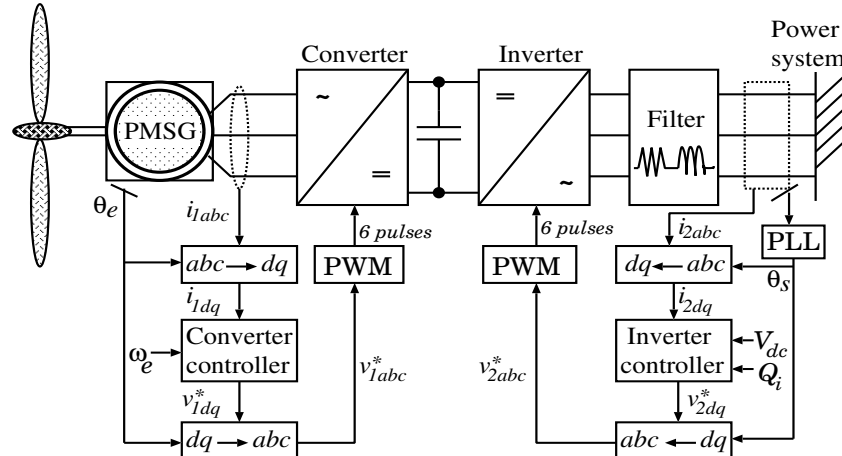 Converter
Inverter
Power
system
~
=
PMSG
Filter
=
~
θe
i1abc
6 pulses
6 pulses
i2abc
PLL
abc → dq
PWM
PWM
dq ← abc
θs
i1dq
i2dq
ωe
Converter
controller
v*1abc
v*2abc
Inverter
controller
Vdc
Qi
v*1dq
v*2dq
dq → abc
abc ← dq